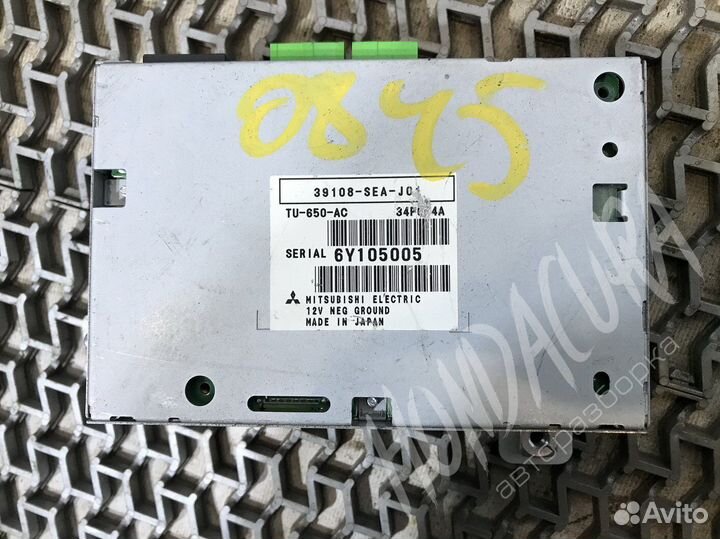 0845
39108-SEA-J01
TU-650-AC
SERIAL 6Y105005
MITSUBISHI ELECTRIC
12V NEG GROUND
MADE IN JAPAN
HONDACURA
авторазборка
Avito